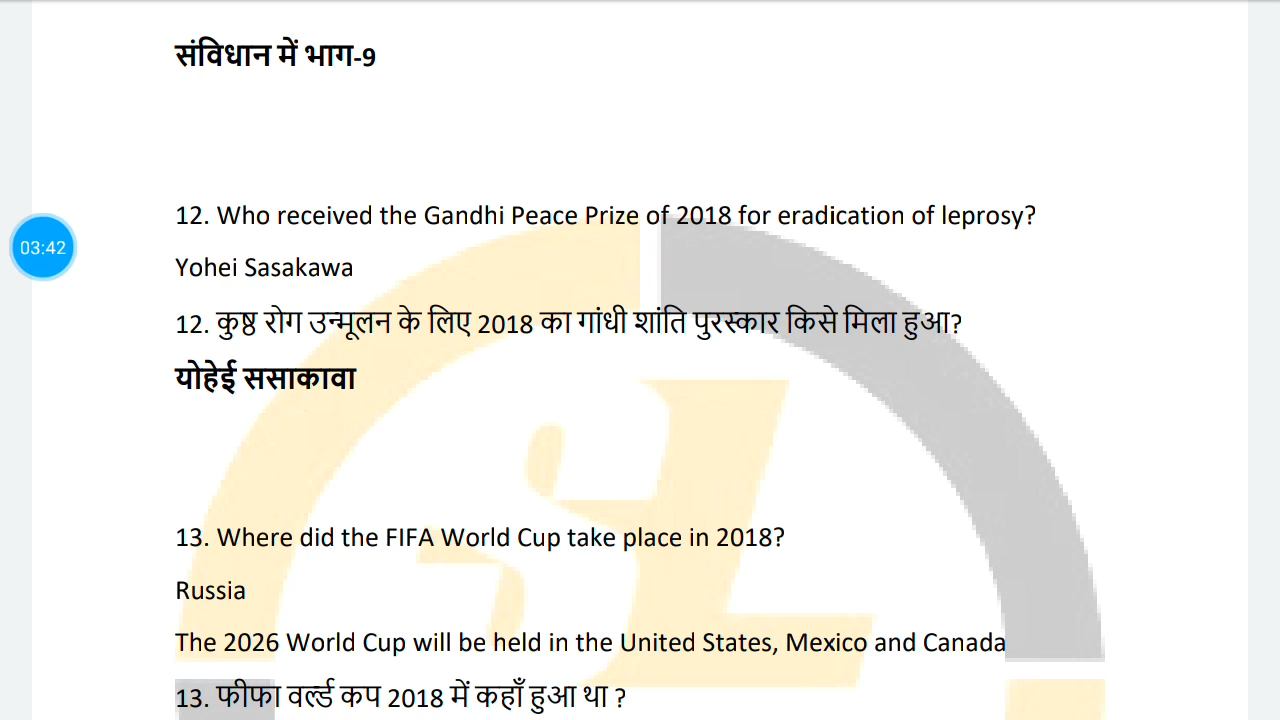 संविधान में भाग-9
12. Who received the Gandhi Peace Prize of 2018 for eradication of leprosy?
03:42
Yohei Sasakawa
12. कुष्ठ रोग उन्मूलन के लिए 2018 का गांधी शांति पुरस्कार किसे मिला हुआ?
योहेई ससाकावा
SL
13. Where did the FIFA World Cup take place in 2018?
Russia
The 2026 World Cup will be held in the United States, Mexico and Canada
13. फीफा वर्ल्ड कप 2018 में कहाँ हुआ था ?